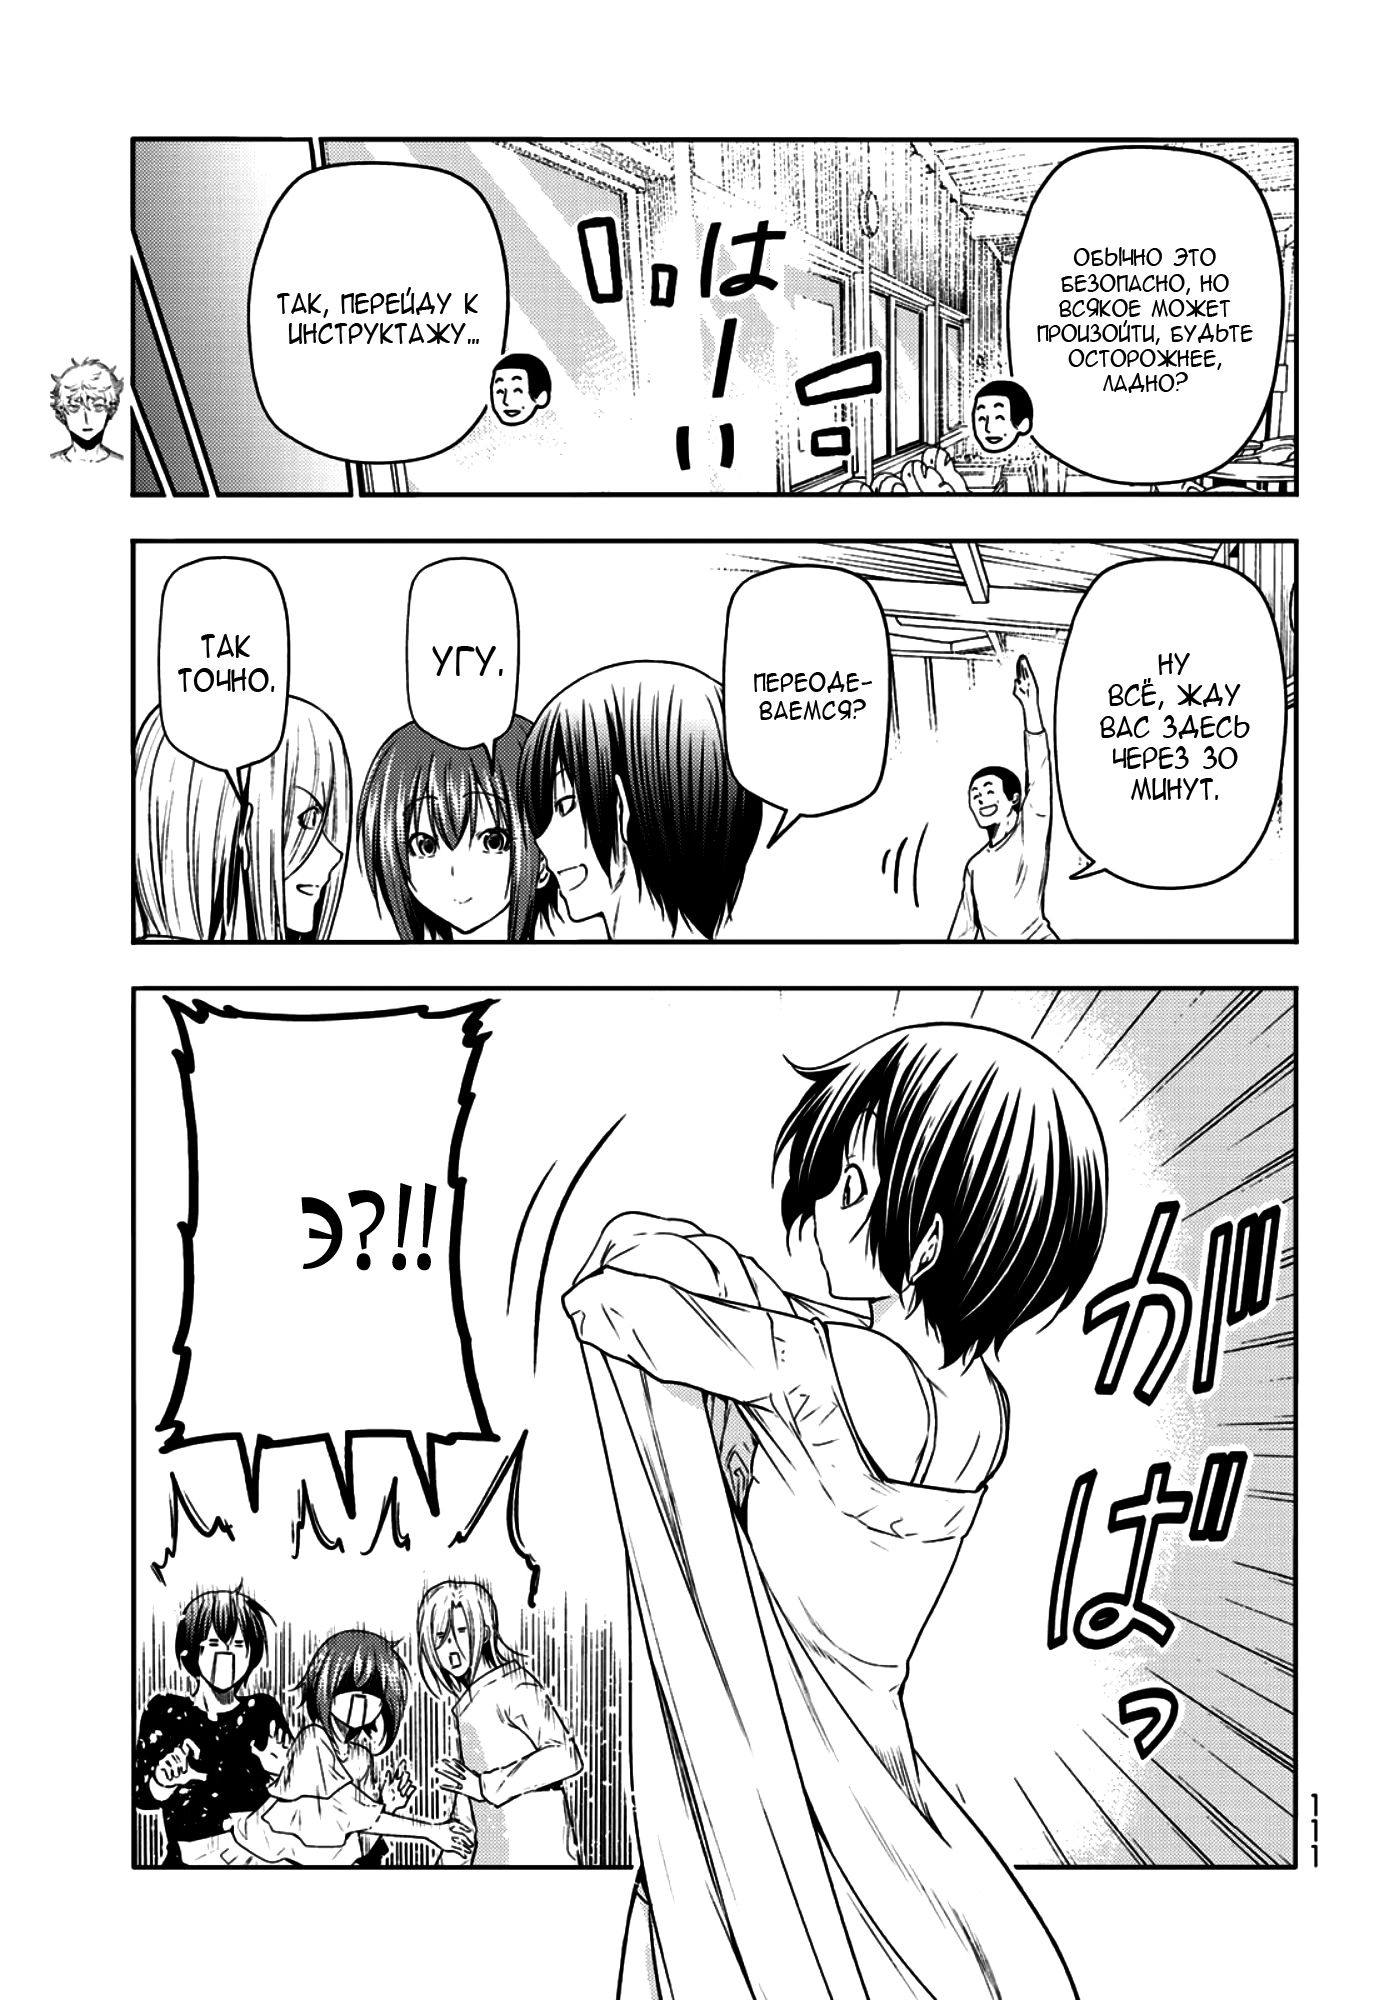 ОБЫЧНО ЭТО
БЕЗОПАСНО, НО
ВСЯКОЕ МОЖЕТ
ПРОИЗОЙТИ, БУДЬТЕ
ОСТОРОЖНЕЕ,
ЛАДНО?
はーい
ТАК, ПЕРЕЙДУ К
ИНСТРУКТАЖУ...
НУ
ВСЁ, ЖДУ
ВАС ЗДЕСЬ
ЧЕРЕЗ 30
МИНУТ.
ПЕРЕОДЕ-
ВАЕМСЯ?
УГУ.
ТАК
ТОЧНО.
がばっ
Э?!!
111